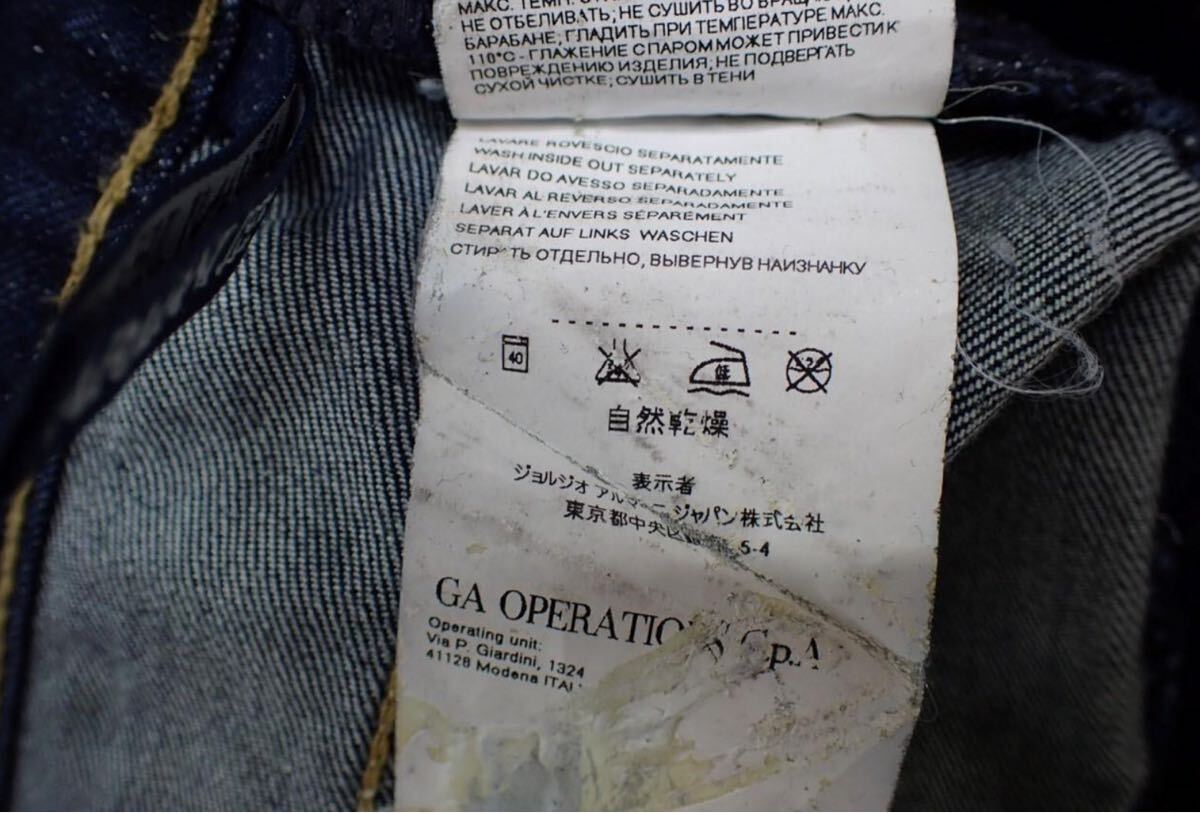 МАКС. ТЕМП.
НЕ ОТБЕЛИВАТЬ; НЕ СУШИТЬ ВО
БАРАБАНЕ; ГЛАДИТЬ ПРИ ТЕМПЕРАТУРЕ МАКС.
110°C - ГЛАЖЕНИЕ С ПАРОМ МОЖЕТ ПРИВЕСТИ К
ПОВРЕЖДЕНИЮ ИЗДЕЛИЯ; НЕ ПОДВЕРГАТЬ
СУХОЙ ЧИСТКЕ; СУШИТЬ В ТЕНИ
LAVARE ROVESCIO SEPARATAMENTE
WASH INSIDE OUT SEPARATELY
LAVAR DO AVESSO SEPARADAMENTE
LAVAR AL REVERSO SEPARADAMENTE
LAVER À L'ENVERS SÉPARÉMENT
SEPARAT AUF LINKS WASCHEN
СТИРАТЬ ОТДЕЛЬНО, ВЫВЕРНУВ НАИЗНАНКУ
40 低
自然乾燥
表示者
ジョルジオ アルマーニ ジャパン株式会社
東京都中央区 5-4
GA OPERATIONS S.p.A
Operating unit:
Via P. Giardini, 1324
41128 Modena ITALY